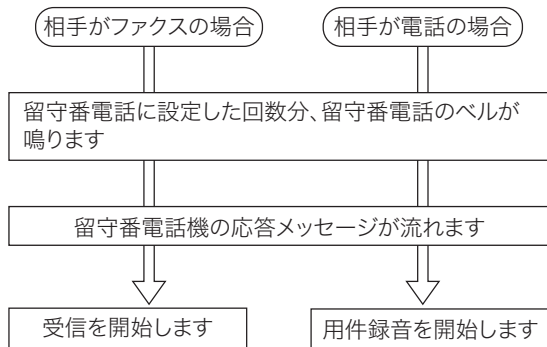 相手がファクスの場合
相手が電話の場合
留守番電話に設定した回数分、留守番電話のベルが
鳴ります
留守番電話機の応答メッセージが流れます
受信を開始します
用件録音を開始します